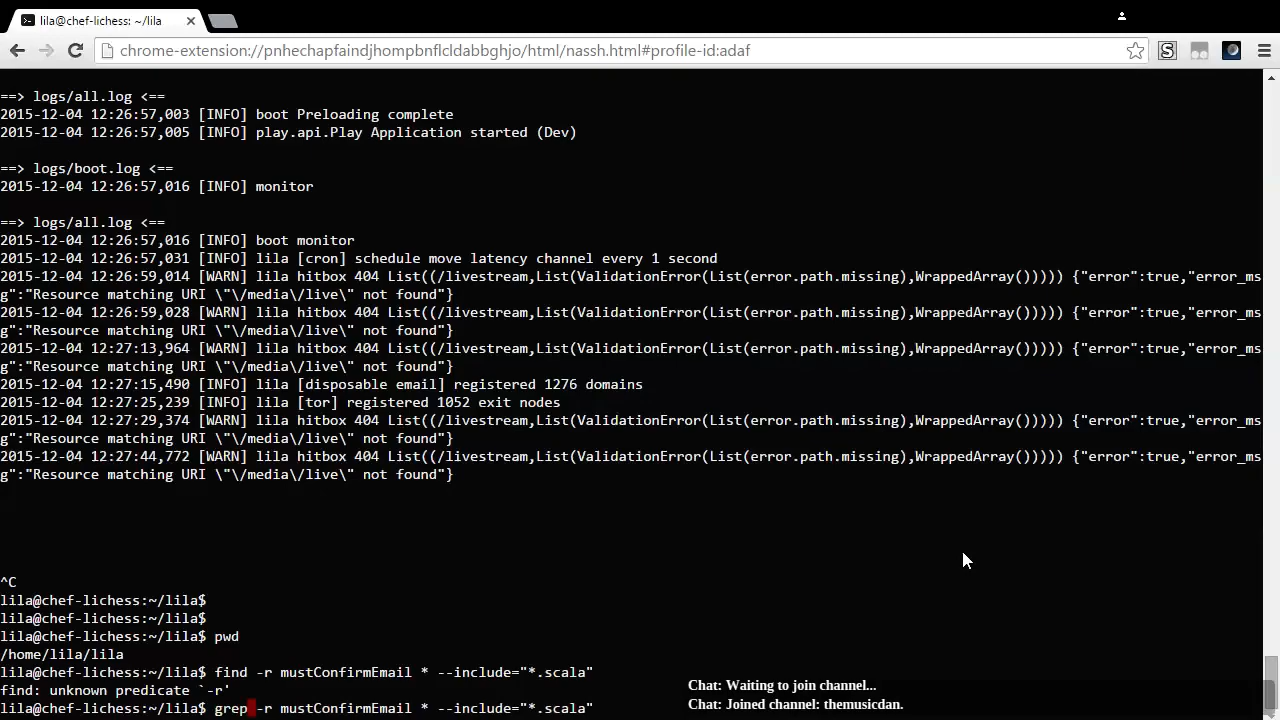 lila@chef-lichess: ~/lila
chrome-extension://pnhechapfaindjhompbnflcldabbghjo/html/nassh.html#profile-id:adaf
==> logs/all.log <==
2015-12-04 12:26:57,003 [INFO] boot Preloading complete
2015-12-04 12:26:57,005 [INFO] play.api.Play Application started (Dev)
==> logs/boot.log <==
2015-12-04 12:26:57,016 [INFO] monitor
==> logs/all.log <==
2015-12-04 12:26:57,016 [INFO] boot monitor
2015-12-04 12:26:57,031 [INFO] lila [cron] schedule move latency channel every 1 second
2015-12-04 12:26:59,014 [WARN] lila hitbox 404 List((/livestream,List(ValidationError(List(error.path.missing),WrappedArray())))) {"error":true,"error_ms
g":"Resource matching URI \"\/media\/live\" not found"}
2015-12-04 12:26:59,028 [WARN] lila hitbox 404 List((/livestream,List(ValidationError(List(error.path.missing),WrappedArray())))) {"error":true,"error_ms
g":"Resource matching URI \"\/media\/live\" not found"}
2015-12-04 12:27:13,964 [WARN] lila hitbox 404 List((/livestream,List(ValidationError(List(error.path.missing),WrappedArray())))) {"error":true,"error_ms
g":"Resource matching URI \"\/media\/live\" not found"}
2015-12-04 12:27:15,490 [INFO] lila [disposable email] registered 1276 domains
2015-12-04 12:27:25,239 [INFO] lila [tor] registered 1052 exit nodes
2015-12-04 12:27:29,374 [WARN] lila hitbox 404 List((/livestream,List(ValidationError(List(error.path.missing),WrappedArray())))) {"error":true,"error_ms
g":"Resource matching URI \"\/media\/live\" not found"}
2015-12-04 12:27:44,772 [WARN] lila hitbox 404 List((/livestream,List(ValidationError(List(error.path.missing),WrappedArray())))) {"error":true,"error_ms
g":"Resource matching URI \"\/media\/live\" not found"}
^C
lila@chef-lichess:~/lila$
lila@chef-lichess:~/lila$
lila@chef-lichess:~/lila$ pwd
/home/lila/lila
lila@chef-lichess:~/lila$ find -r mustConfirmEmail * --include="*.scala"
find: unknown predicate `-r'
lila@chef-lichess:~/lila$ grep -r mustConfirmEmail * --include="*.scala"
Chat: Waiting to join channel...
Chat: Joined channel: themusicdan.